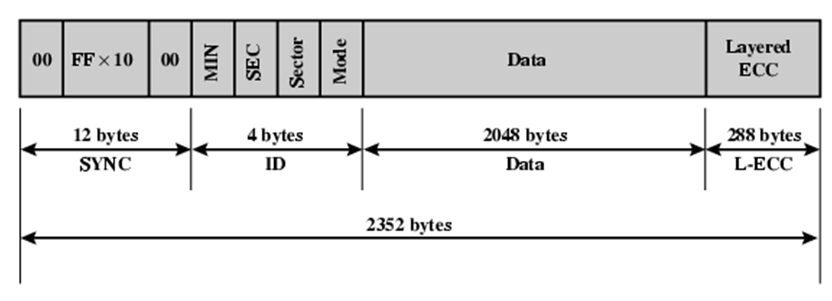 00 FF × 10 00 MIN SEC Sector Mode Data Layered
ECC
12 bytes 4 bytes 2048 bytes 288 bytes
SYNC ID Data L-ECC
2352 bytes